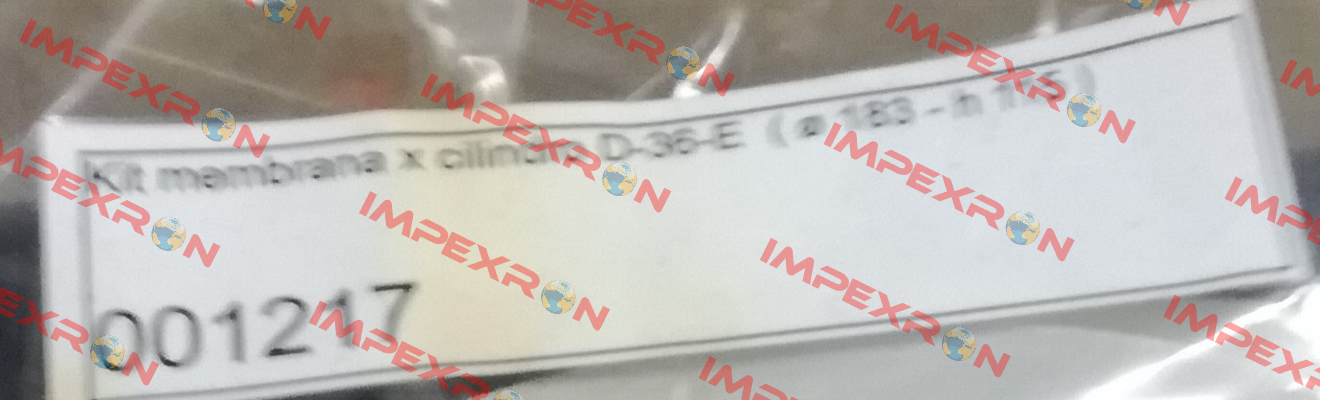 Kit membrana x cilindro D-36-E ( ø 183 - h 115 )
001217
IMPEXRON